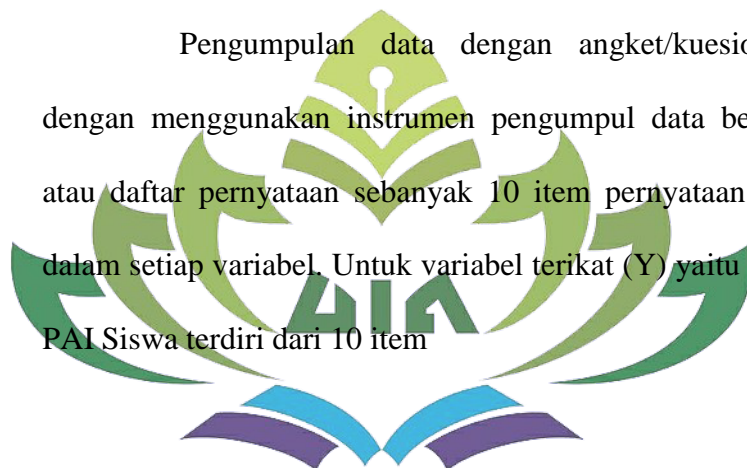 Pengumpulan data dengan angket/kuesio
dengan menggunakan instrumen pengumpul data be
atau daftar pernyataan sebanyak 10 item pernyataan
dalam setiap variabel. Untuk variabel terikat (Y) yaitu
UIN
PAI Siswa terdiri dari 10 item